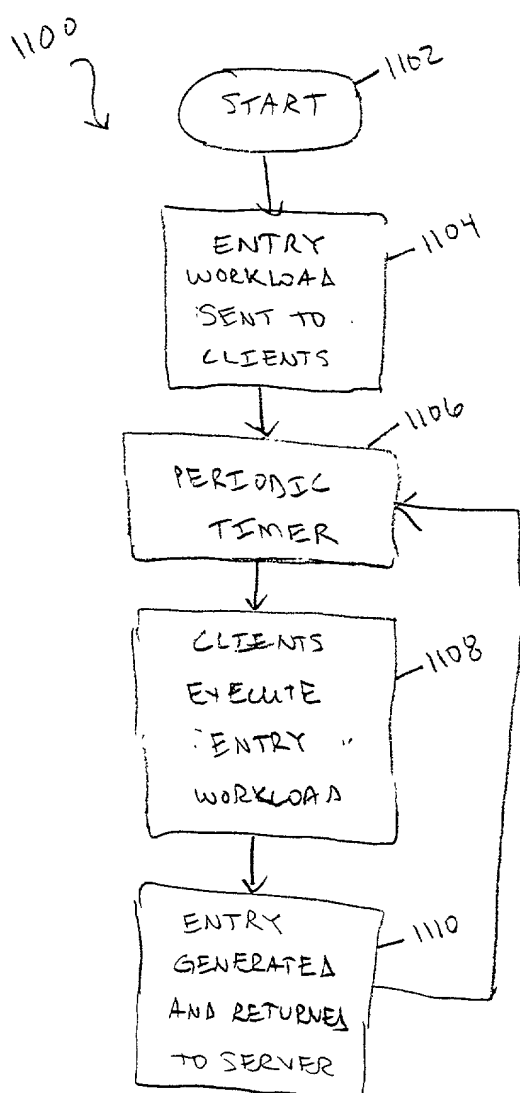 1100
1102
START
1104
ENTRY
WORKLOAD
SENT TO
CLIENTS
1106
PERIODIC
TIMER
1108
CLIENTS
EXECUTE
ENTRY
WORKLOAD
1110
ENTRY
GENERATED
AND RETURNED
TO SERVER